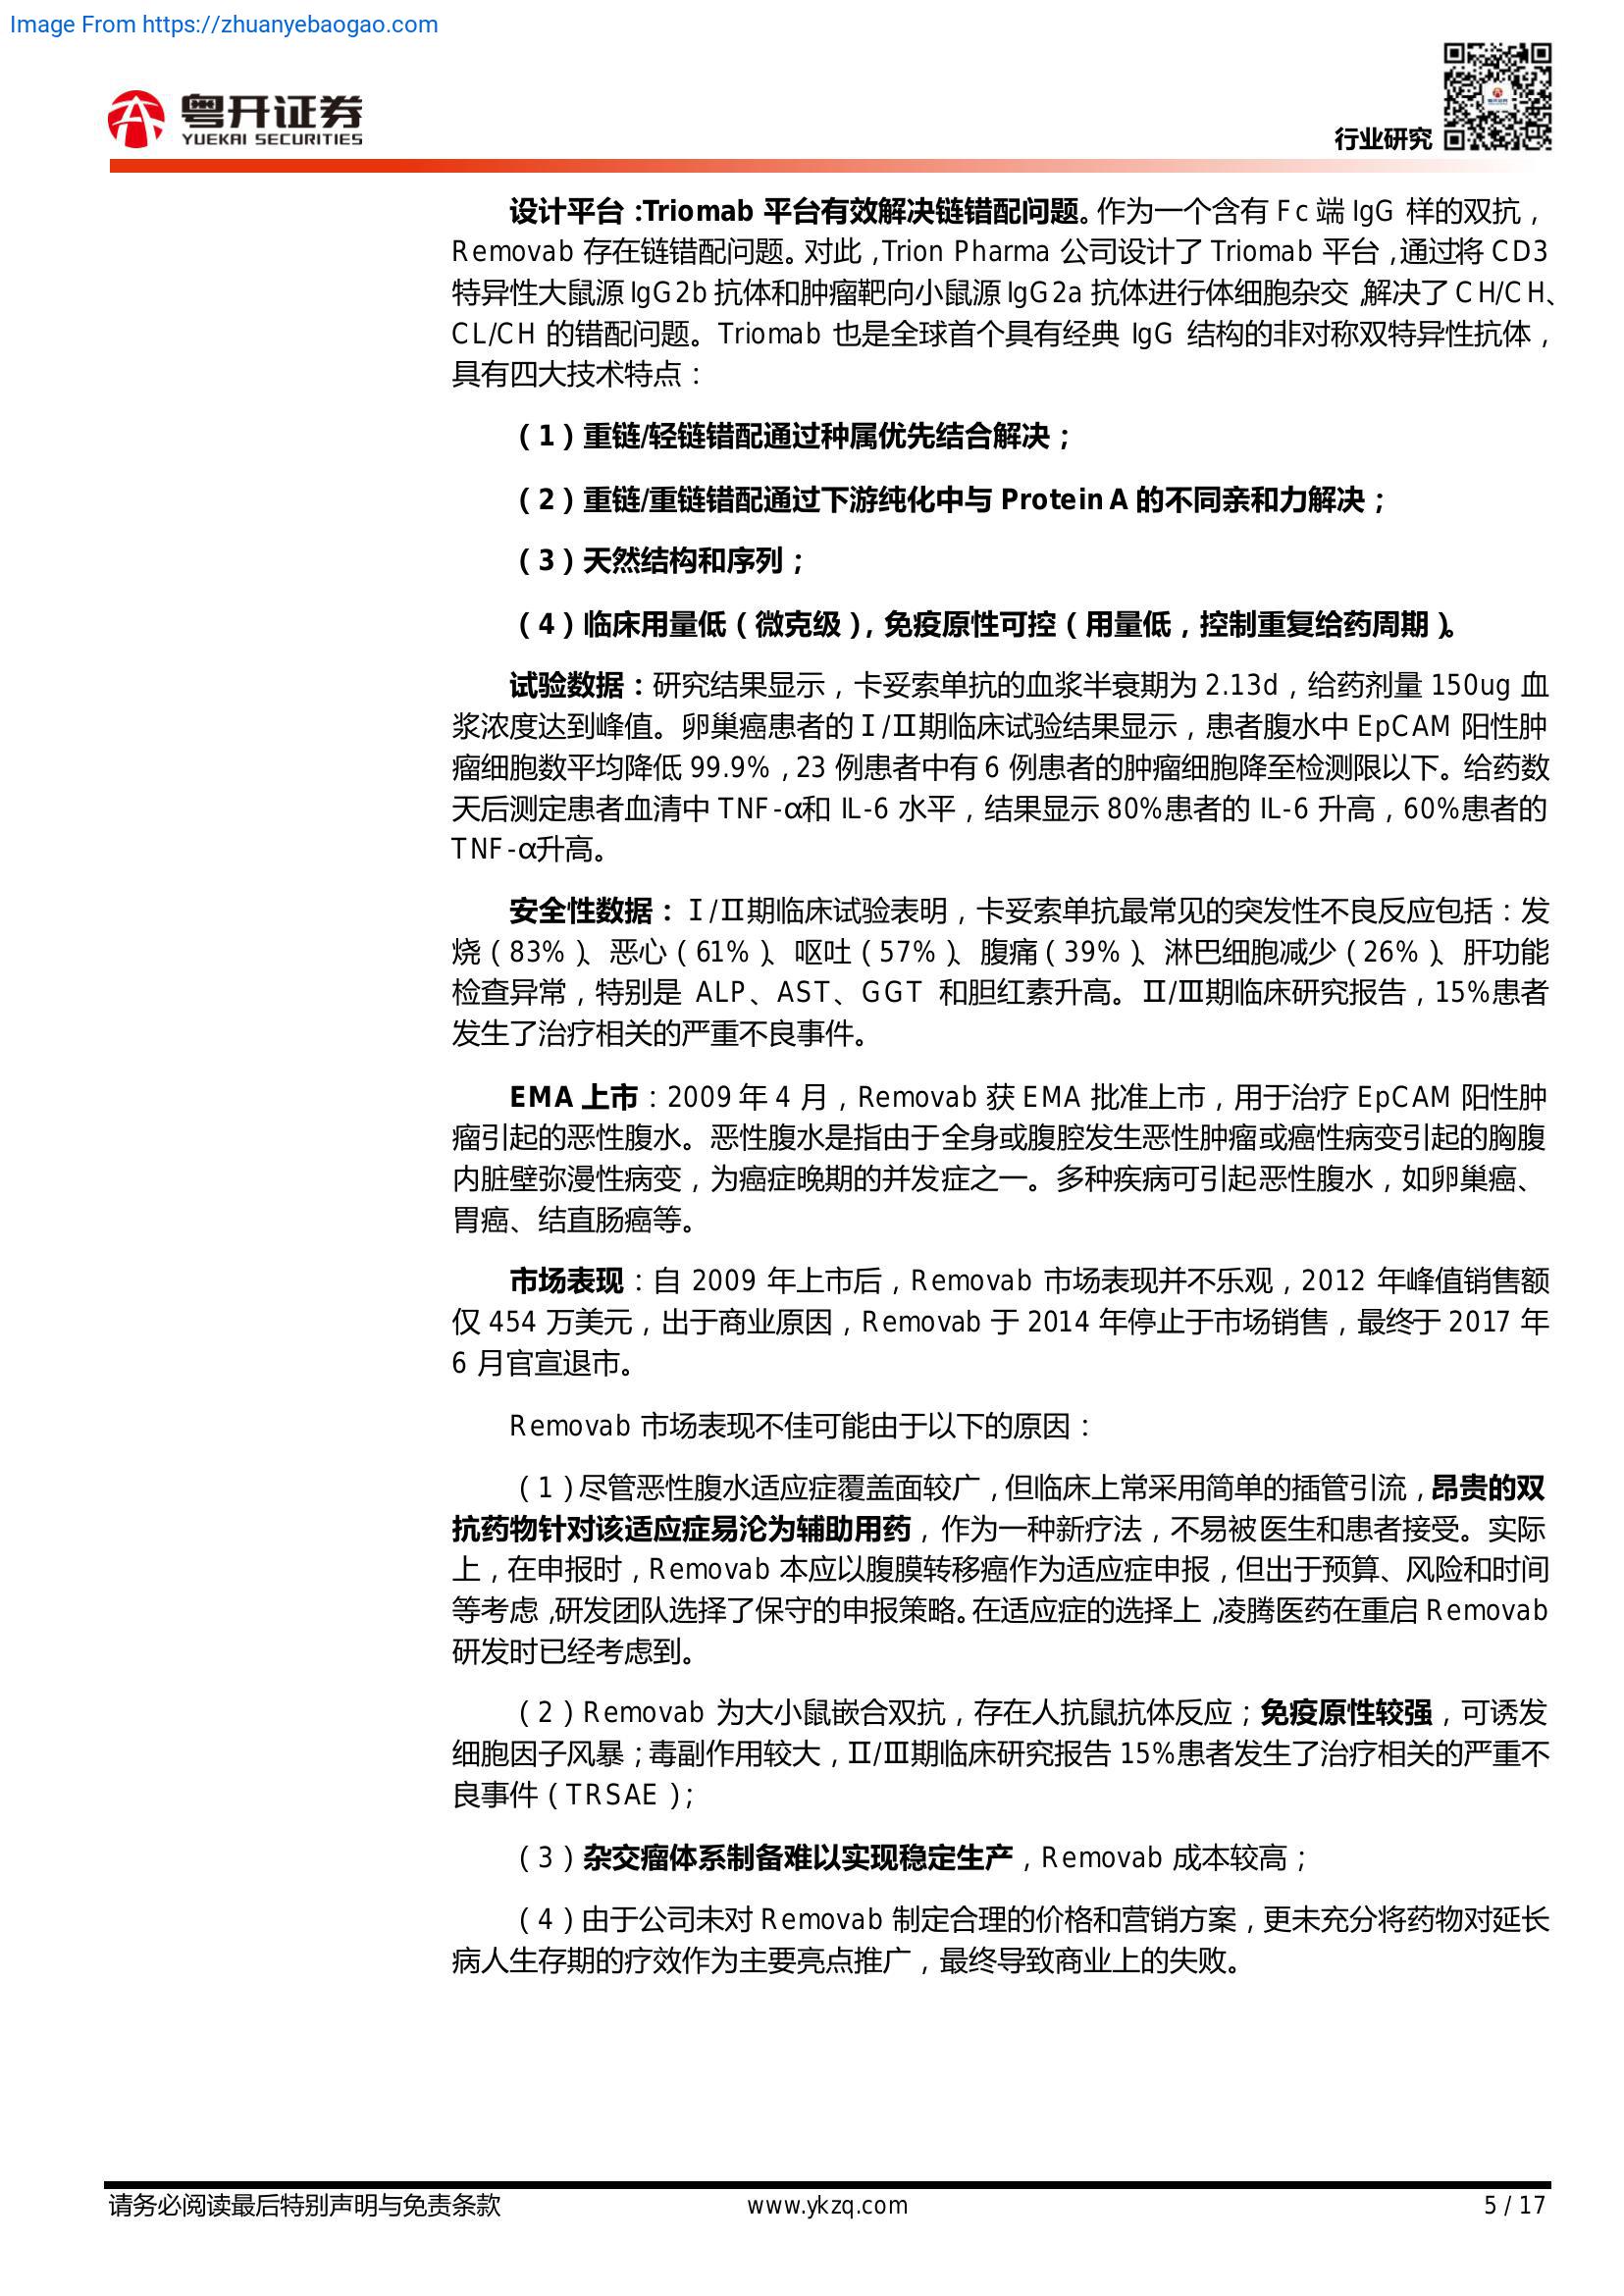 Image From https://zhuanyebaogao.com
粤开证券
YUEKAI SECURITIES
行业研究
设计平台：Triomab 平台有效解决链错配问题。作为一个含有 Fc 端 IgG 样的双抗，
Removab 存在链错配问题。对此，Trion Pharma 公司设计了 Triomab 平台，通过将 CD3
特异性大鼠源 IgG2b 抗体和肿瘤靶向小鼠源 IgG2a 抗体进行体细胞杂交，解决了 CH/CH、
CL/CH 的错配问题。Triomab 也是全球首个具有经典 IgG 结构的非对称双特异性抗体，
具有四大技术特点：
（1）重链/轻链错配通过种属优先结合解决；
（2）重链/重链错配通过下游纯化中与 Protein A 的不同亲和力解决；
（3）天然结构和序列；
（4）临床用量低（微克级），免疫原性可控（用量低，控制重复给药周期）。
试验数据：研究结果显示，卡妥索单抗的血浆半衰期为 2.13d，给药剂量 150ug 血
浆浓度达到峰值。卵巢癌患者的Ⅰ/Ⅱ期临床试验结果显示，患者腹水中 EpCAM 阳性肿
瘤细胞数平均降低 99.9%，23 例患者中有 6 例患者的肿瘤细胞降至检测限以下。给药数
天后测定患者血清中 TNF-α和 IL-6 水平，结果显示 80%患者的 IL-6 升高，60%患者的
TNF-α升高。
安全性数据：Ⅰ/Ⅱ期临床试验表明，卡妥索单抗最常见的突发性不良反应包括：发
烧（83%）、恶心（61%）、呕吐（57%）、腹痛（39%）、淋巴细胞减少（26%）、肝功能
检查异常，特别是 ALP、AST、GGT 和胆红素升高。Ⅱ/Ⅲ期临床研究报告，15%患者
发生了治疗相关的严重不良事件。
EMA 上市：2009 年 4 月，Removab 获 EMA 批准上市，用于治疗 EpCAM 阳性肿
瘤引起的恶性腹水。恶性腹水是指由于全身或腹腔发生恶性肿瘤或癌性病变引起的胸腹
内脏壁弥漫性病变，为癌症晚期的并发症之一。多种疾病可引起恶性腹水，如卵巢癌、
胃癌、结直肠癌等。
市场表现：自 2009 年上市后，Removab 市场表现并不乐观，2012 年峰值销售额
仅 454 万美元，出于商业原因，Removab 于 2014 年停止于市场销售，最终于 2017 年
6 月官宣退市。
Removab 市场表现不佳可能由于以下的原因：
（1）尽管恶性腹水适应症覆盖面较广，但临床上常采用简单的插管引流，昂贵的双
抗药物针对该适应症易沦为辅助用药，作为一种新疗法，不易被医生和患者接受。实际
上，在申报时，Removab 本应以腹膜转移癌作为适应症申报，但出于预算、风险和时间
等考虑，研发团队选择了保守的申报策略。在适应症的选择上，凌腾医药在重启 Removab
研发时已经考虑到。
（2）Removab 为大小鼠嵌合双抗，存在人抗鼠抗体反应；免疫原性较强，可诱发
细胞因子风暴；毒副作用较大，Ⅱ/Ⅲ期临床研究报告 15%患者发生了治疗相关的严重不
良事件（TRSAE）；
（3）杂交瘤体系制备难以实现稳定生产，Removab 成本较高；
（4）由于公司未对 Removab 制定合理的价格和营销方案，更未充分将药物对延长
病人生存期的疗效作为主要亮点推广，最终导致商业上的失败。
请务必阅读最后特别声明与免责条款
www.ykzq.com
5 / 17